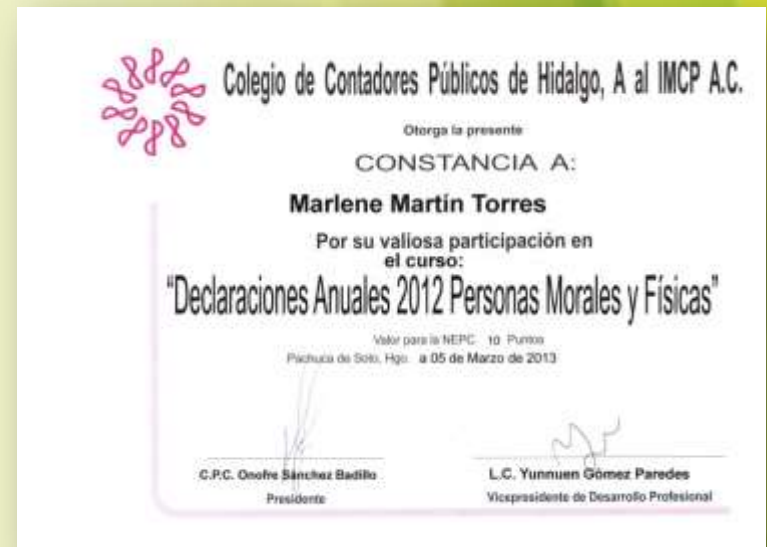 Colegio de Contadores Públicos de Hidalgo, A al IMCP A.C.
Otorga la presente
CONSTANCIA A:
Marlene Martín Torres
Por su valiosa participación en
el curso:
"Declaraciones Anuales 2012 Personas Morales y Físicas"
Valor para la NEPC 10 Puntos
Pachuca de Soto, Hgo. a 05 de Marzo de 2013
C.P.C. Onofre Sánchez Badillo
Presidente
L.C. Yunnuen Gómez Paredes
Vicepresidente de Desarrollo Profesional